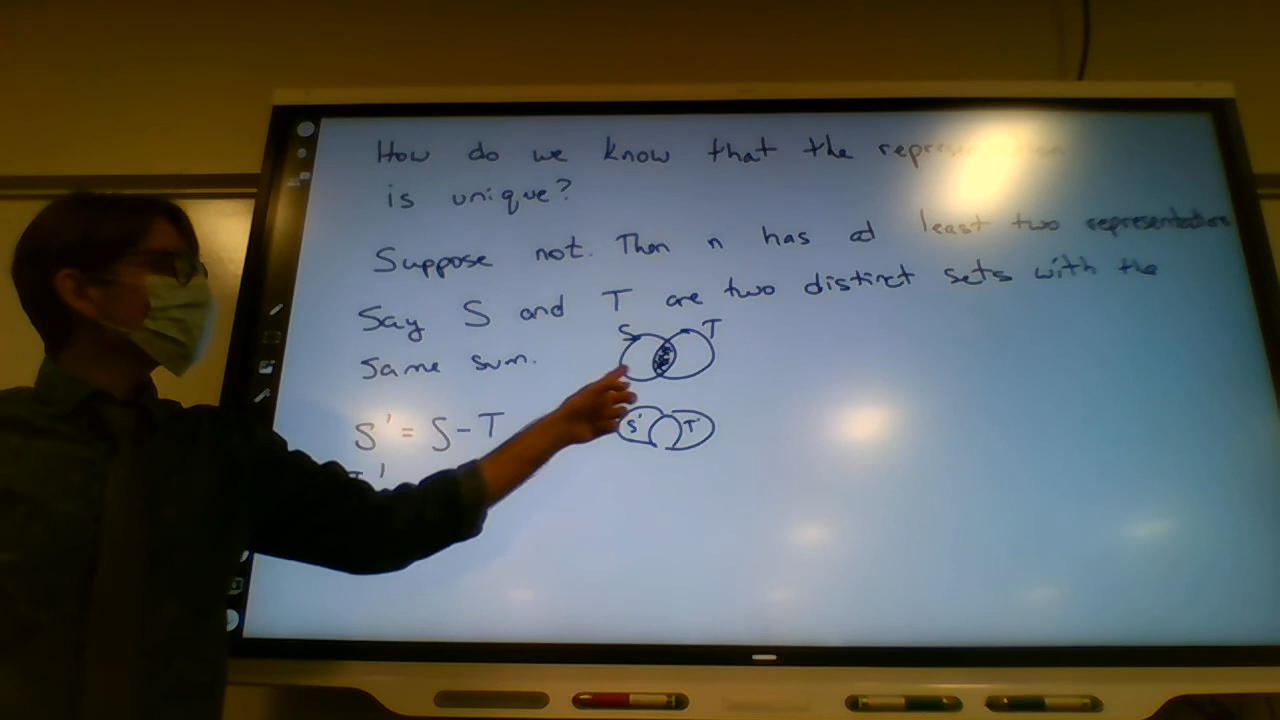 How do we know that the
is unique?
Suppose not. Then n has at least two representation
Say S and T are two distinct sets with the
Same sum.
S T
S' = S - T
S' T'